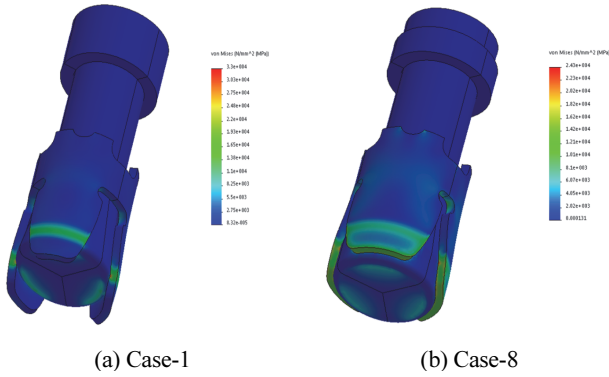 von Mises (N/mm^2 (MPa))
3.3e+004
3.03e+004
2.75e+004
2.48e+004
2.2e+004
1.93e+004
1.65e+004
1.38e+004
1.1e+004
8.25e+003
5.5e+003
2.75e+003
8.32e-005
von Mises (N/mm^2 (MPa))
2.43e+004
2.23e+004
2.02e+004
1.82e+004
1.62e+004
1.42e+004
1.21e+004
1.01e+004
8.1e+003
6.07e+003
4.05e+003
2.02e+003
0.000131
(a) Case-1
(b) Case-8